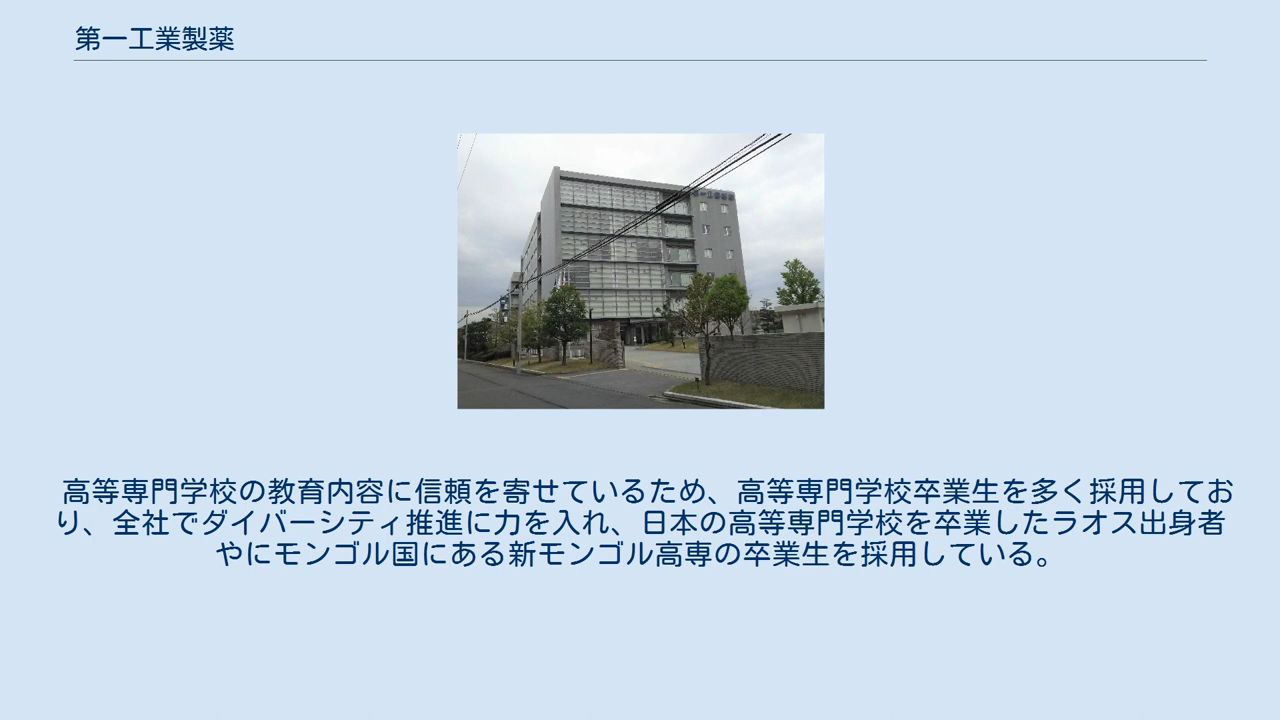 第一工業製薬
高等専門学校の教育内容に信頼を寄せているため、高等専門学校卒業生を多く採用してお
り、全社でダイバーシティ推進に力を入れ、日本の高等専門学校を卒業したラオス出身者
やにモンゴル国にある新モンゴル高専の卒業生を採用している。